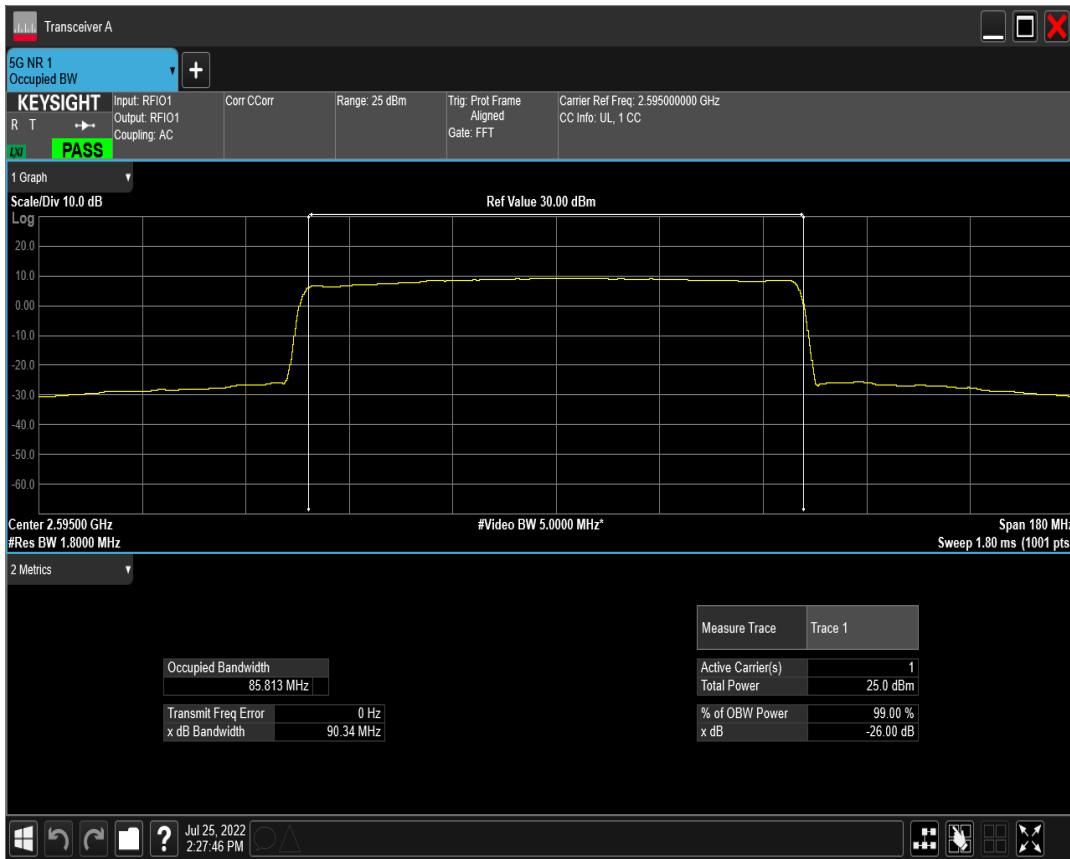 Transceiver A
5G NR 1
Occupied BW
KEYSIGHT
R T
LXI
PASS
Input: RFIO1
Output: RFIO1
Coupling: AC
Corr CCorr
Range: 25 dBm
Trig: Prot Frame
Aligned
Gate: FFT
Carrier Ref Freq: 2.595000000 GHz
CC Info: UL, 1 CC
1 Graph
Scale/Div 10.0 dB
Ref Value 30.00 dBm
Log
20.0
10.0
0.00
-10.0
-20.0
-30.0
-40.0
-50.0
-60.0
Center 2.59500 GHz
#Video BW 5.0000 MHz*
Span 180 MHz
#Res BW 1.8000 MHz
Sweep 1.80 ms (1001 pts
2 Metrics
Measure Trace Trace 1
Occupied Bandwidth
85.813 MHz
Active Carrier(s) 1
Total Power 25.0 dBm
Transmit Freq Error 0 Hz
x dB Bandwidth 90.34 MHz
% of OBW Power 99.00 %
x dB -26.00 dB
?
Jul 25, 2022
2:27:46 PM